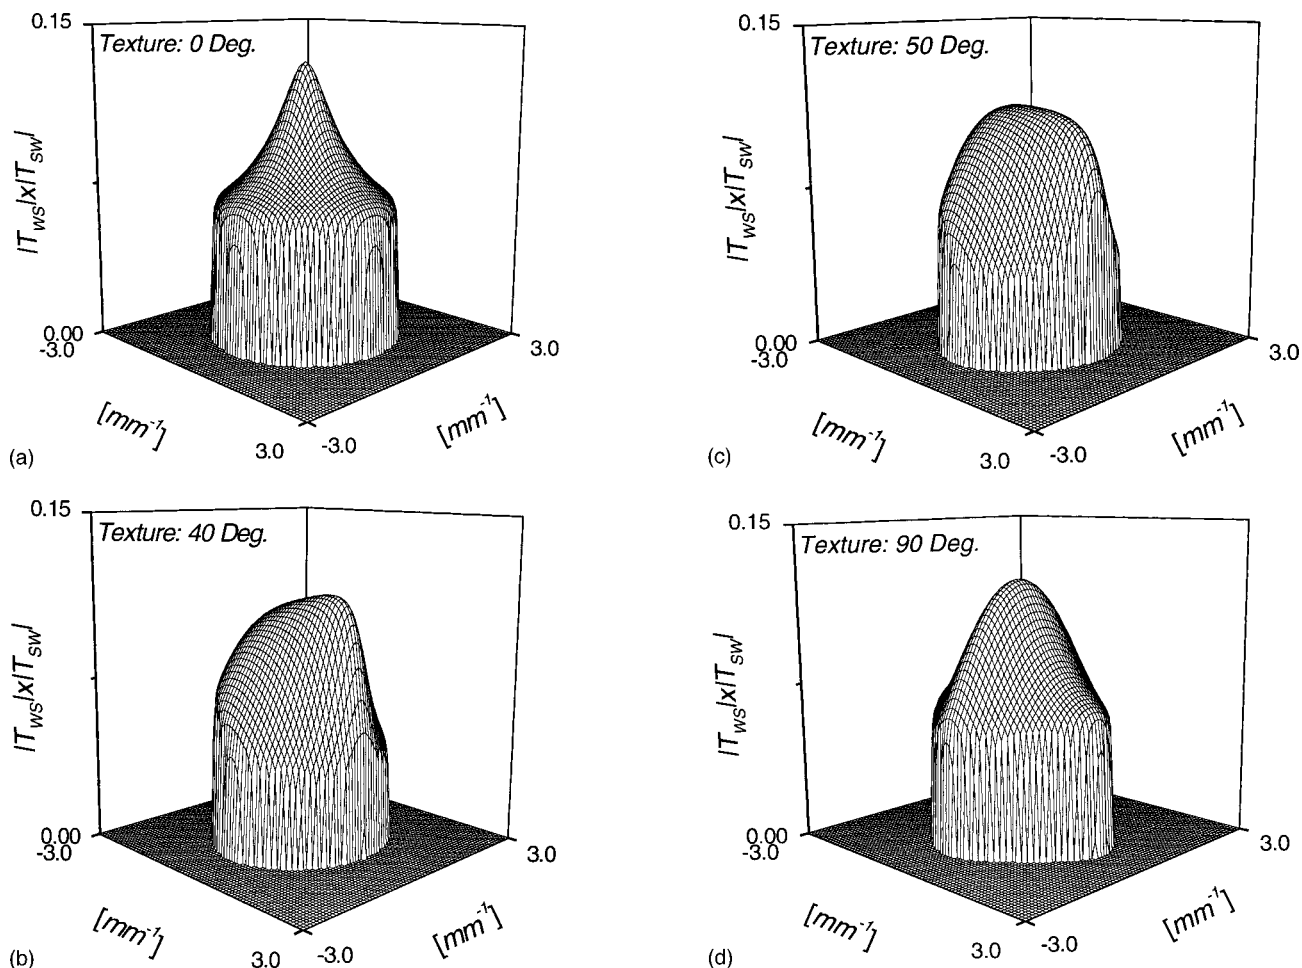 0.15
Texture: 0 Deg.
|T_ws|x|T_sw|
0.00
-3.0
3.0
[mm^-1]
[mm^-1]
3.0
-3.0
(a)
0.15
Texture: 40 Deg.
|T_ws|x|T_sw|
0.00
-3.0
3.0
[mm^-1]
[mm^-1]
3.0
-3.0
(b)
0.15
Texture: 50 Deg.
|T_ws|x|T_sw|
0.00
-3.0
3.0
[mm^-1]
[mm^-1]
3.0
-3.0
(c)
0.15
Texture: 90 Deg.
|T_ws|x|T_sw|
0.00
-3.0
3.0
[mm^-1]
[mm^-1]
3.0
-3.0
(d)